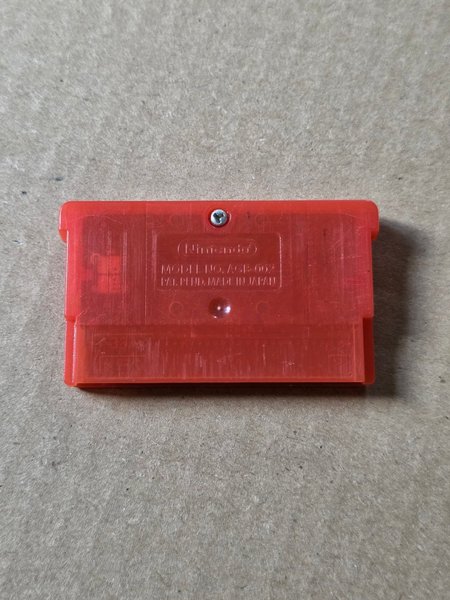 Nintendo
MODEL NO. AGB-002
PAT. PEND. MADE IN JAPAN